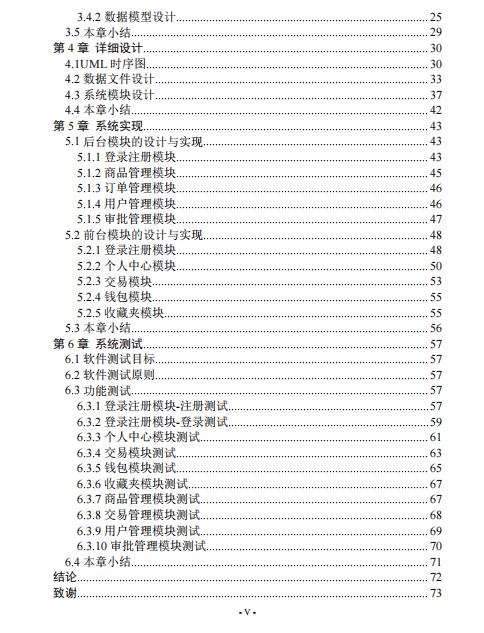 3.4.2 数据模型设计........................................25
3.5 本章小结........................................29
第 4 章 详细设计........................................30
4.1UML 时序图........................................30
4.2 数据文件设计........................................33
4.3 系统模块设计........................................37
4.4 本章小结........................................42
第 5 章 系统实现........................................43
5.1 后台模块的设计与实现........................................43
5.1.1 登录注册模块........................................43
5.1.2 商品管理模块........................................45
5.1.3 订单管理模块........................................46
5.1.4 用户管理模块........................................46
5.1.5 审批管理模块........................................47
5.2 前台模块的设计与实现........................................48
5.2.1 登录注册模块........................................48
5.2.2 个人中心模块........................................50
5.2.3 交易模块........................................53
5.2.4 钱包模块........................................55
5.2.5 收藏夹模块........................................55
5.3 本章小结........................................56
第 6 章 系统测试........................................57
6.1 软件测试目标........................................57
6.2 软件测试原则........................................57
6.3 功能测试........................................57
6.3.1 登录注册模块-注册测试........................................57
6.3.2 登录注册模块-登录测试........................................59
6.3.3 个人中心模块测试........................................61
6.3.4 交易模块测试........................................63
6.3.5 钱包模块测试........................................65
6.3.6 收藏夹模块测试........................................67
6.3.7 商品管理模块测试........................................67
6.3.8 交易管理模块测试........................................68
6.3.9 用户管理模块测试........................................69
6.3.10 审批管理模块测试........................................70
6.4 本章小结........................................71
结论........................................72
致谢........................................73
- V -